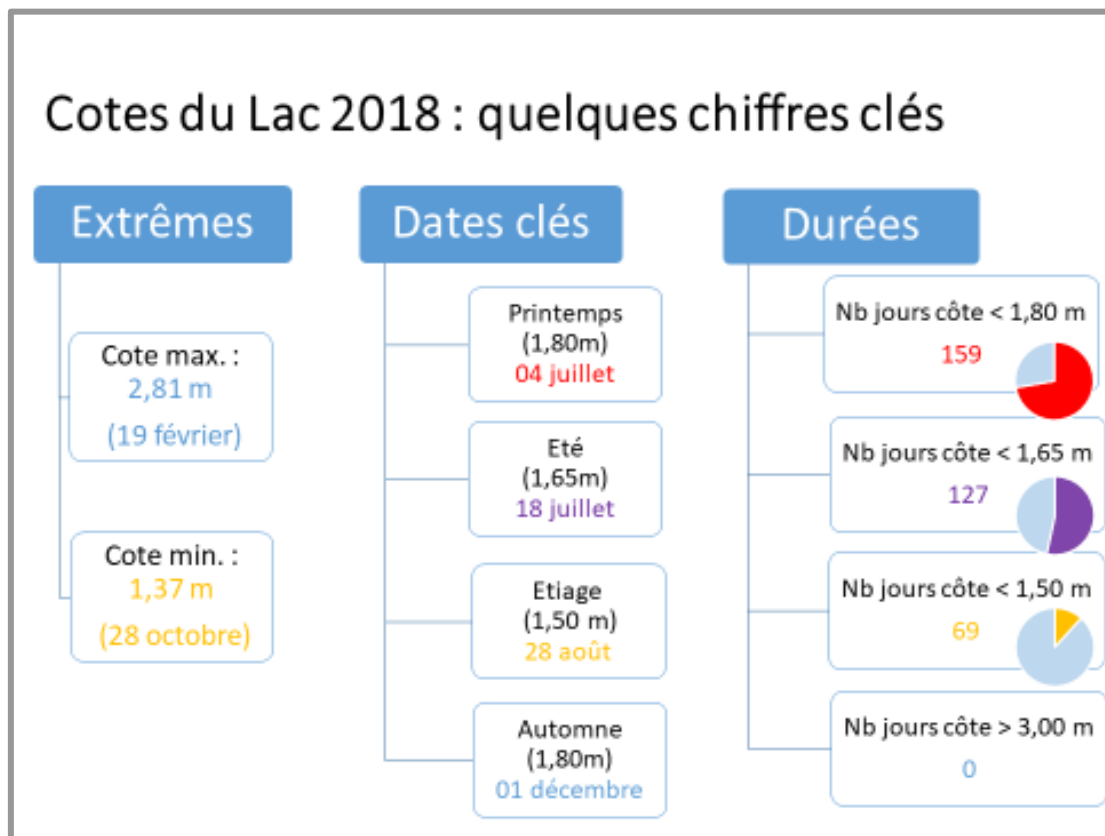 Cotes du Lac 2018 : quelques chiffres clés
Extrêmes
Cote max. :
2,81 m
(19 février)
Cote min. :
1,37 m
(28 octobre)
Dates clés
Printemps
(1,80m)
04 juillet
Eté
(1,65m)
18 juillet
Etiage
(1,50 m)
28 août
Automne
(1,80m)
01 décembre
Durées
Nb jours côte < 1,80 m
159
Nb jours côte < 1,65 m
127
Nb jours côte < 1,50 m
69
Nb jours côte > 3,00 m
0